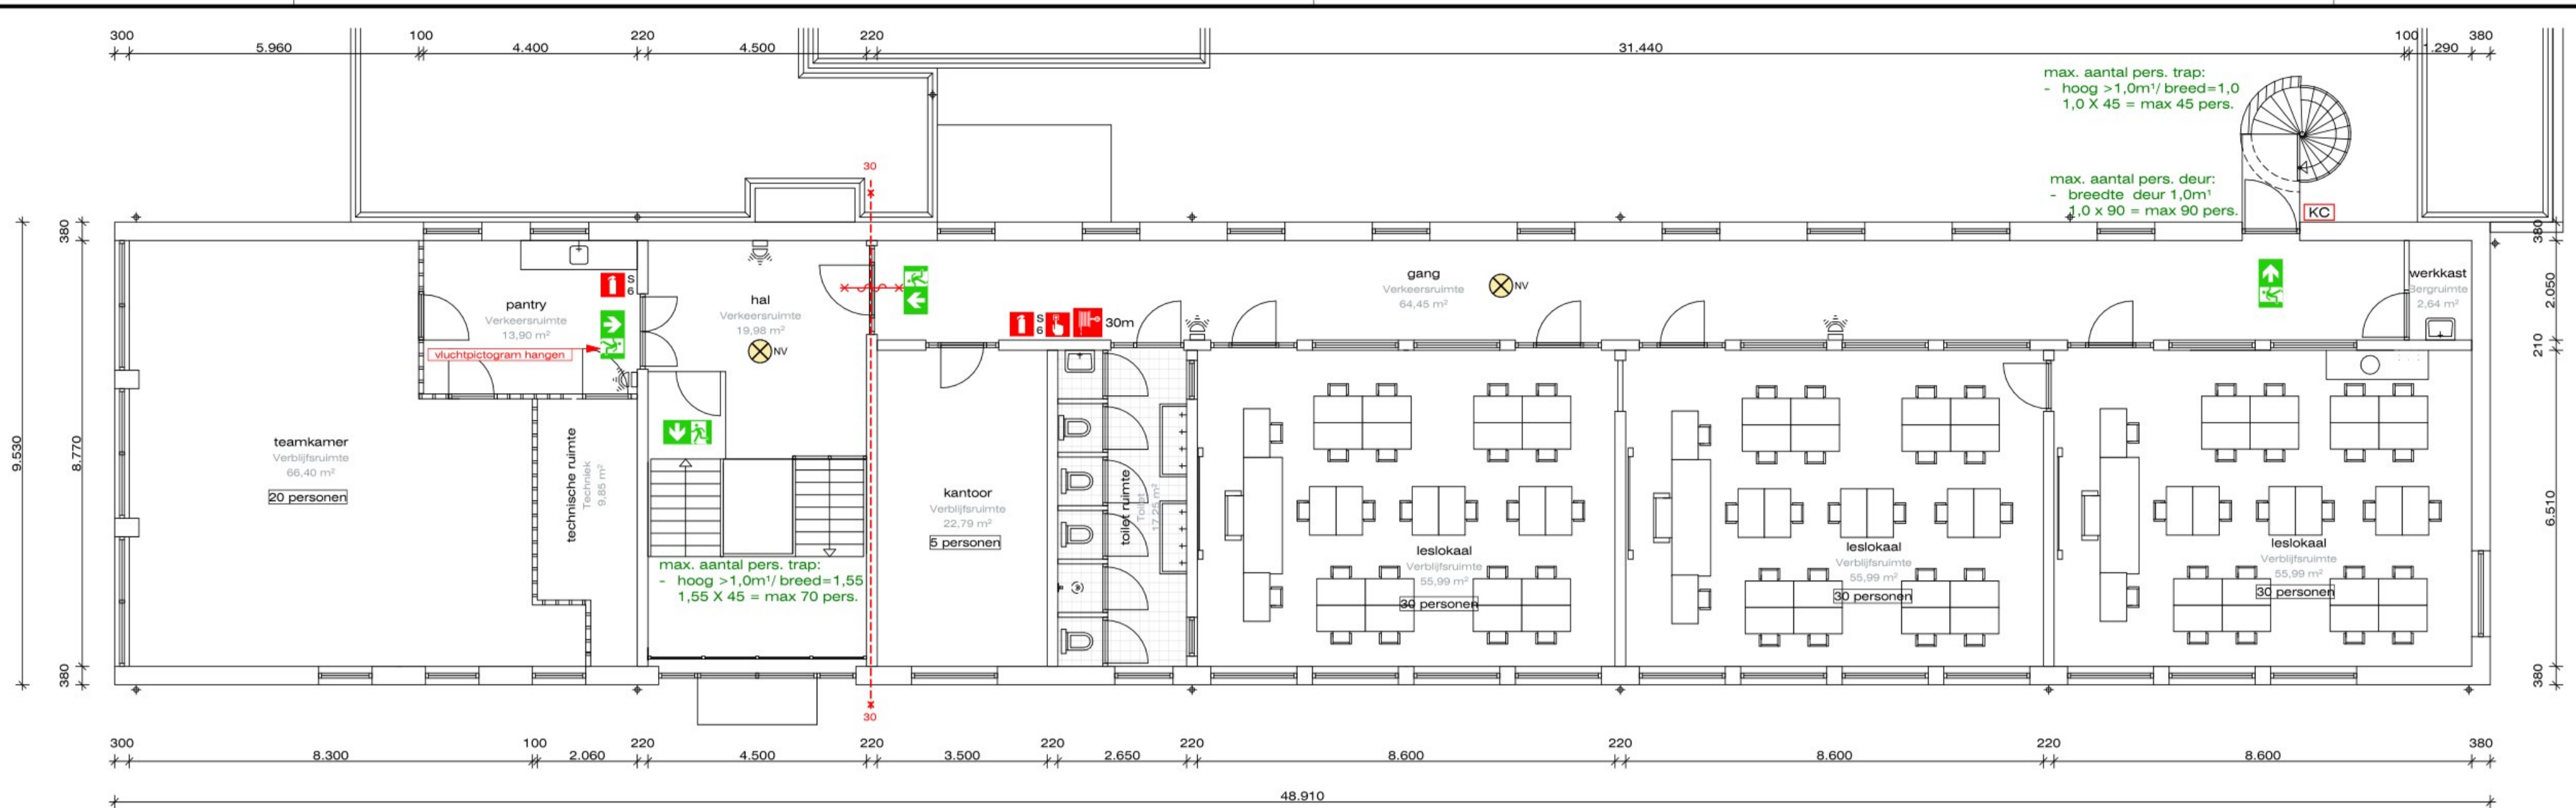 300
5.960
100
4.400
220
4.500
220
31.440
100
1.290
380
max. aantal pers. trap:
- hoog >1,0m¹/ breed=1,0
1,0 X 45 = max 45 pers.
max. aantal pers. deur:
- breedte deur 1,0m¹
1,0 x 90 = max 90 pers.
KC
30
9.530
380
8.770
380
380
2.050
210
6.510
380
pantry
Verkeersruimte
13,90 m²
S
6
vluchtpictogram hangen
hal
Verkeersruimte
19,98 m²
NV
gang
Verkeersruimte
64,45 m²
NV
S
6
30m
werkkast
Bergruimte
2,64 m²
teamkamer
Verblijfsruimte
66,40 m²
20 personen
technische ruimte
Techniek
9,85 m²
max. aantal pers. trap:
- hoog >1,0m¹/ breed=1,55
1,55 X 45 = max 70 pers.
kantoor
Verblijfsruimte
22,79 m²
5 personen
toilet ruimte
Toilet
17,25 m²
leslokaal
Verblijfsruimte
55,99 m²
30 personen
leslokaal
Verblijfsruimte
55,99 m²
30 personen
leslokaal
Verblijfsruimte
55,99 m²
30 personen
30
300
8.300
100
2.060
220
4.500
220
3.500
220
2.650
220
8.600
220
8.600
220
8.600
380
48.910